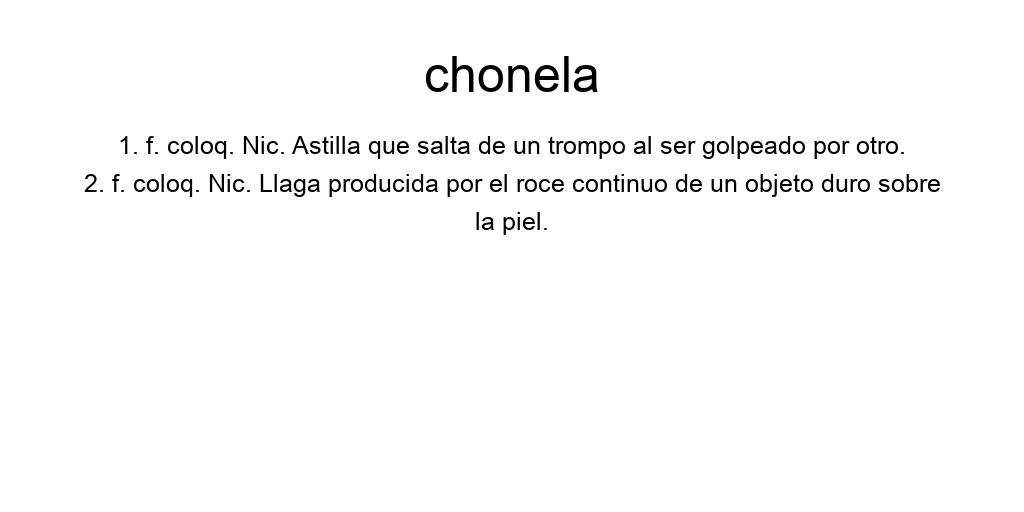 chonela
1. f. coloq. Nic. Astilla que salta de un trompo al ser golpeado por otro.
2. f. coloq. Nic. Llaga producida por el roce continuo de un objeto duro sobre
la piel.